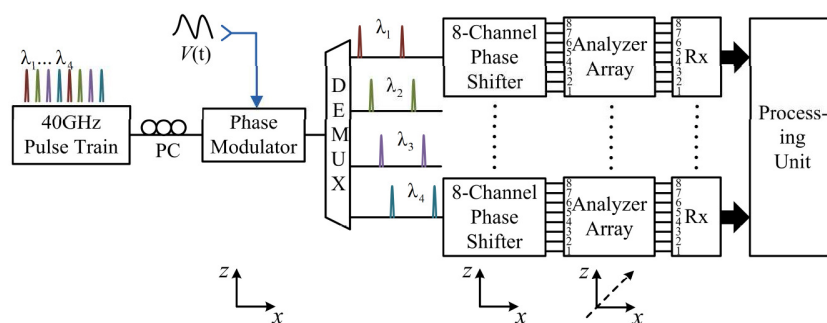 V(t)
λ1... λ4
40GHz
Pulse Train
PC
Phase
Modulator
DEMUX
λ1
λ2
λ3
λ4
8-Channel
Phase
Shifter
8
7
6
5
4
3
2
1
Analyzer
Array
8
7
6
5
4
3
2
1
Rx
8-Channel
Phase
Shifter
8
7
6
5
4
3
2
1
Analyzer
Array
8
7
6
5
4
3
2
1
Rx
Process-
ing
Unit
z
x
z
x
z
x